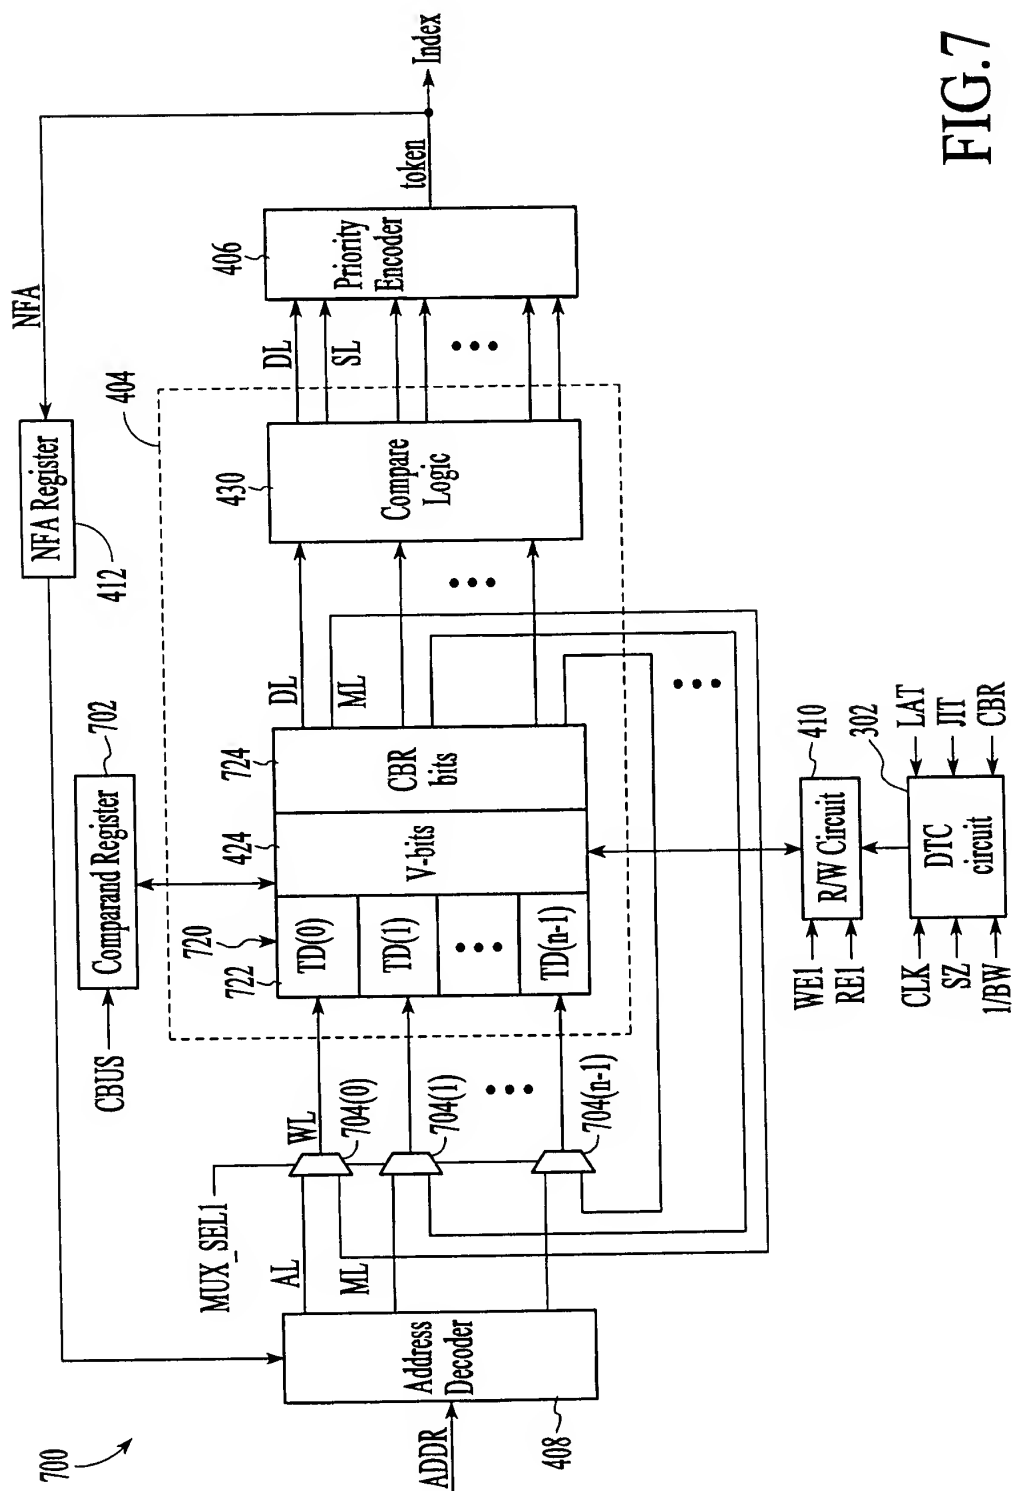 700
NFA
NFA Register
412
CBUS
Comparand Register
702
404
MUX_SEL1
AL
ML
WL
704(0)
704(1)
704(n-1)
ADDR
Address
Decoder
408
720
722
TD(0)
TD(1)
TD(n-1)
424
V-bits
724
CBR
bits
DL
ML
430
Compare
Logic
DL
SL
406
Priority
Encoder
token
Index
WE1
RE1
R/W Circuit
410
CLK
SZ
1/BW
DTC
circuit
302
LAT
JIT
CBR
FIG.7